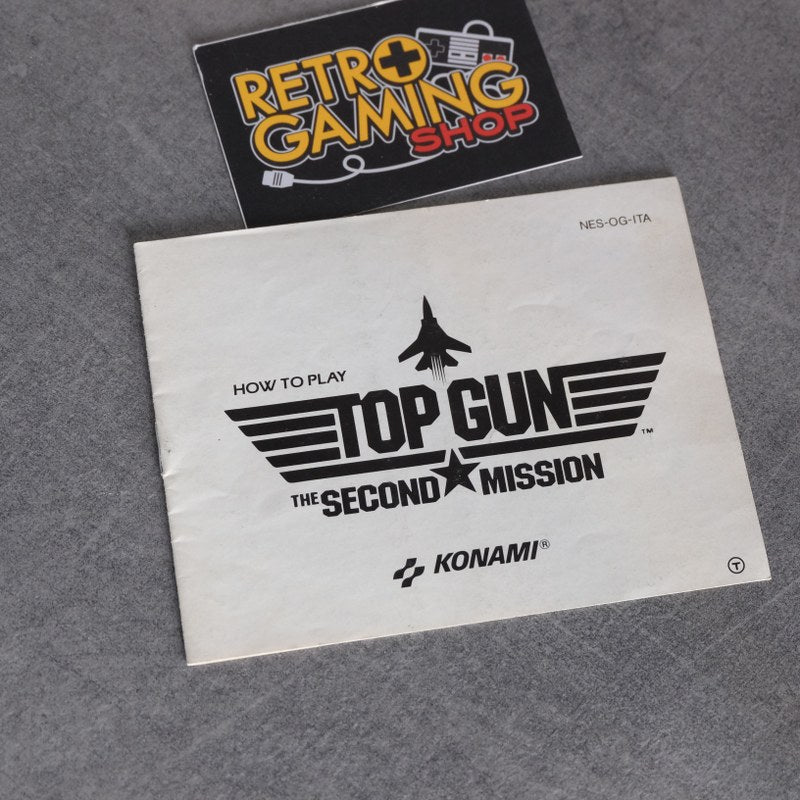 RETRO
GAMING
SHOP
NES-OG-ITA
HOW TO PLAY
TOP GUN
™
THE SECOND MISSION
KONAMI®
T